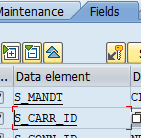 Maintenance Fields
Data element
S_MANDT
S_CARR_ID